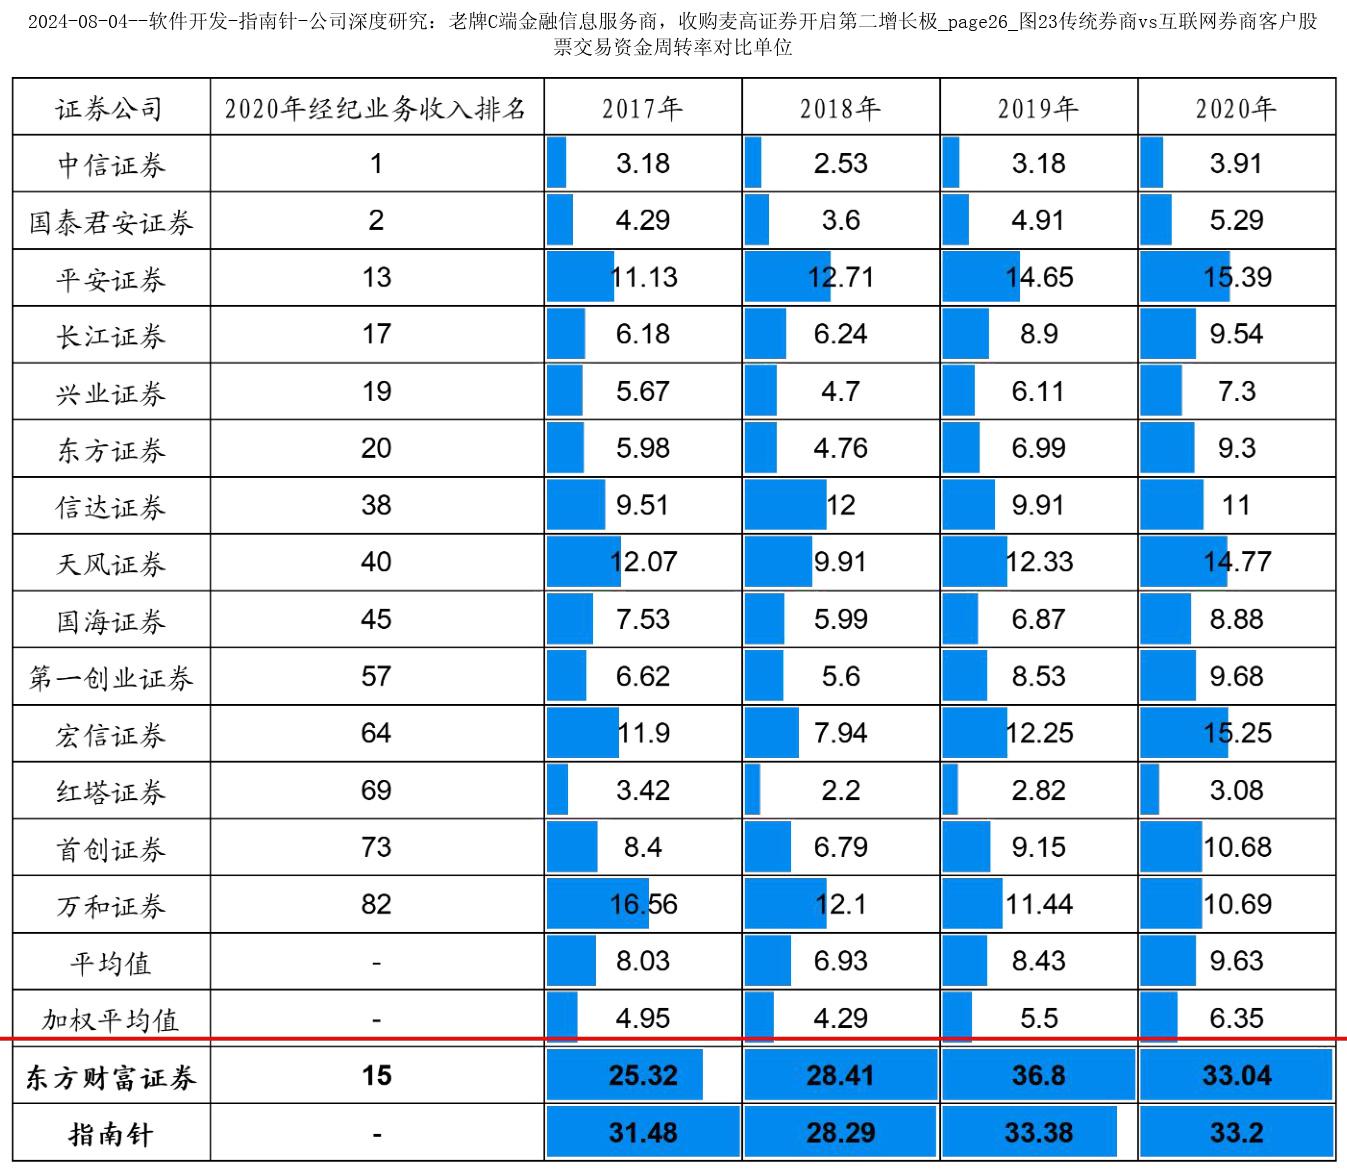 2024-08-04--软件开发-指南针-公司深度研究：老牌C端金融信息服务商，收购麦高证券开启第二增长极_page26_图23传统券商vs互联网券商客户股
票交易资金周转率对比单位
证券公司 2020年经纪业务收入排名 2017年 2018年 2019年 2020年
中信证券 1 3.18 2.53 3.18 3.91
国泰君安证券 2 4.29 3.6 4.91 5.29
平安证券 13 11.13 12.71 14.65 15.39
长江证券 17 6.18 6.24 8.9 9.54
兴业证券 19 5.67 4.7 6.11 7.3
东方证券 20 5.98 4.76 6.99 9.3
信达证券 38 9.51 12 9.91 11
天风证券 40 12.07 9.91 12.33 14.77
国海证券 45 7.53 5.99 6.87 8.88
第一创业证券 57 6.62 5.6 8.53 9.68
宏信证券 64 11.9 7.94 12.25 15.25
红塔证券 69 3.42 2.2 2.82 3.08
首创证券 73 8.4 6.79 9.15 10.68
万和证券 82 16.56 12.1 11.44 10.69
平均值 - 8.03 6.93 8.43 9.63
加权平均值 - 4.95 4.29 5.5 6.35
东方财富证券 15 25.32 28.41 36.8 33.04
指南针 - 31.48 28.29 33.38 33.2